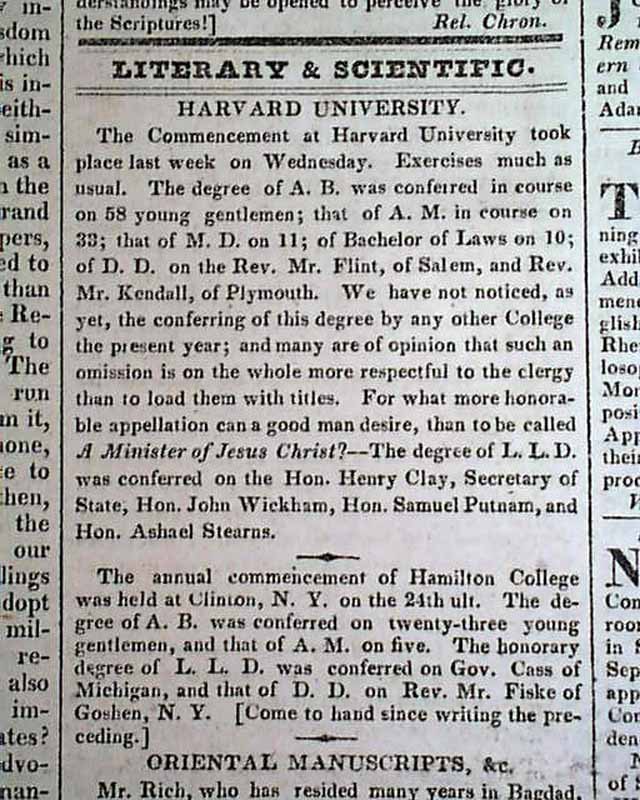 derstandings may be opened to perceive the glory of
the Scriptures!] Rel. Chron.
LITERARY & SCIENTIFIC.
HARVARD UNIVERSITY.
The Commencement at Harvard University took
place last week on Wednesday. Exercises much as
usual. The degree of A. B. was conferred in course
on 58 young gentlemen; that of A. M. in course on
33; that of M. D. on 11; of Bachelor of Laws on 10;
of D. D. on the Rev. Mr. Flint, of Salem, and Rev.
Mr. Kendall, of Plymouth. We have not noticed, as
yet, the conferring of this degree by any other College
the present year; and many are of opinion that such an
omission is on the whole more respectful to the clergy
than to load them with titles. For what more honora-
ble appellation can a good man desire, than to be called
A Minister of Jesus Christ?--The degree of L. L. D.
was conferred on the Hon. Henry Clay, Secretary of
State, Hon. John Wickham, Hon. Samuel Putnam, and
Hon. Ashael Stearns.
The annual commencement of Hamilton College
was held at Clinton, N. Y. on the 24th ult. The de-
gree of A. B. was conferred on twenty-three young
gentlemen, and that of A. M. on five. The honorary
degree of L. L. D. was conferred on Gov. Cass of
Michigan, and that of D. D. on Rev. Mr. Fiske of
Goshen, N. Y. [Come to hand since writing the pre-
ceding.]
ORIENTAL MANUSCRIPTS, &c.
Mr. Rich, who has resided many years in Bagdad,